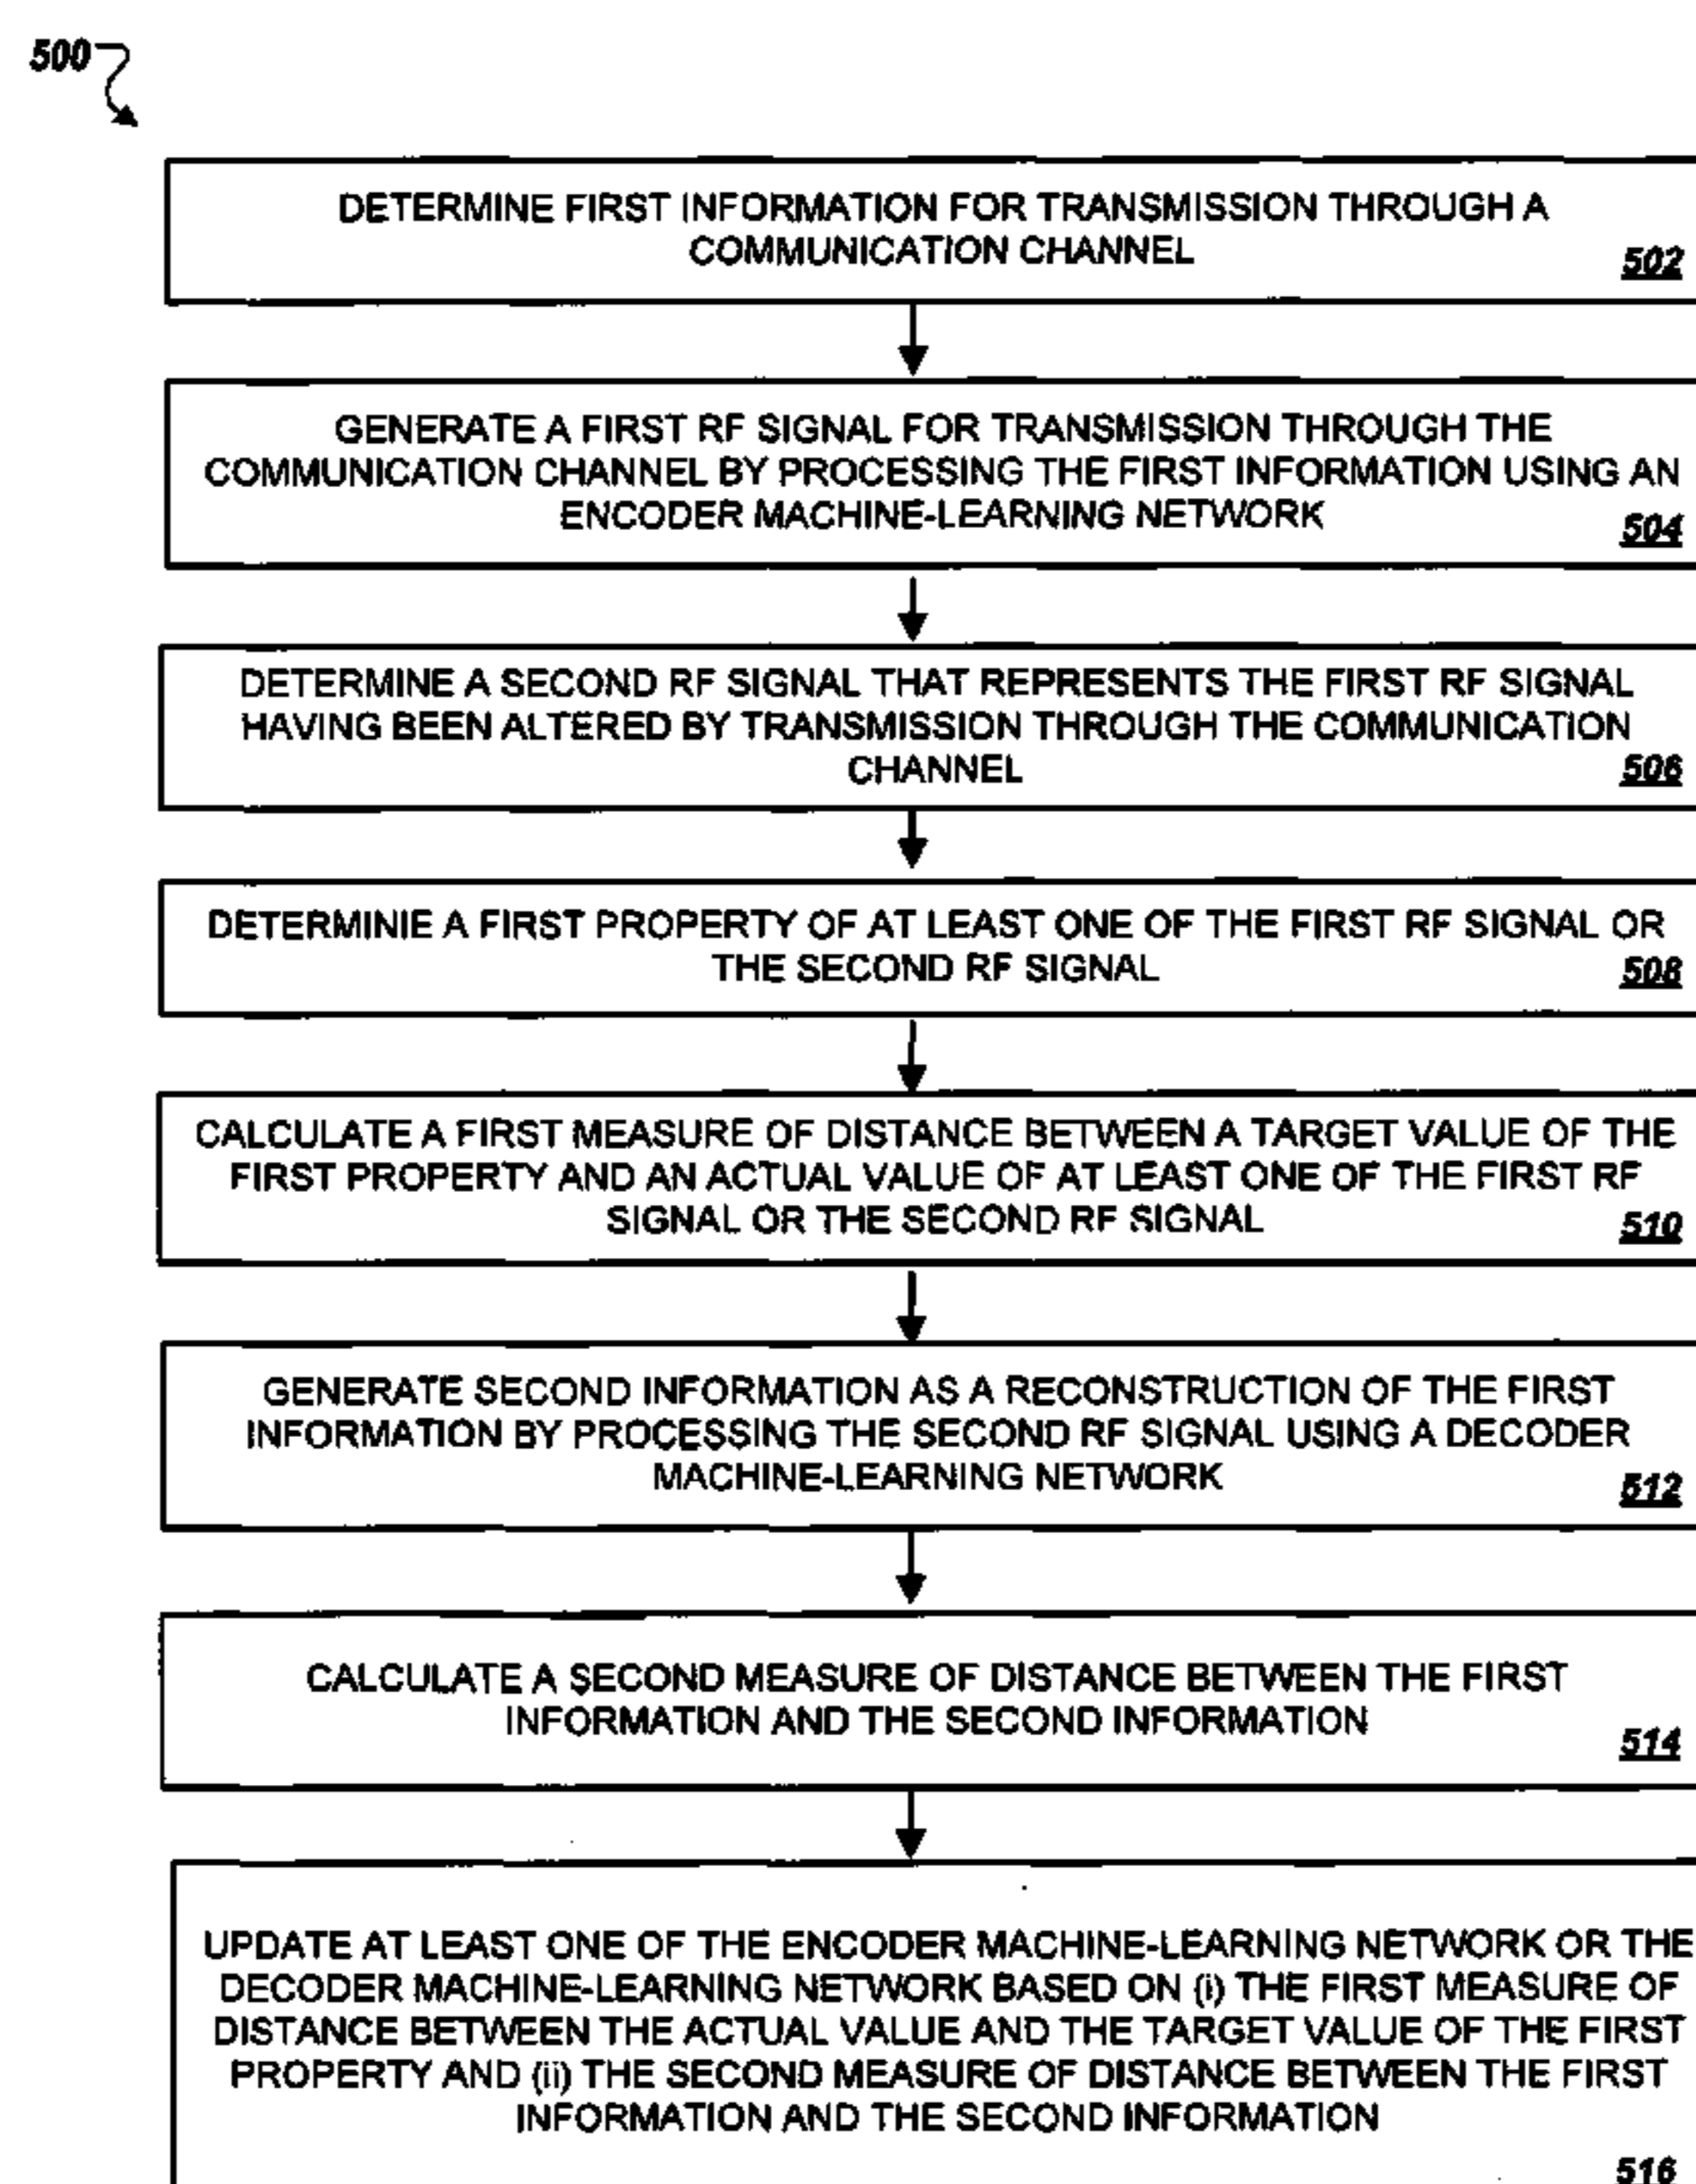 500
DETERMINE FIRST INFORMATION FOR TRANSMISSION THROUGH A
COMMUNICATION CHANNEL
502
GENERATE A FIRST RF SIGNAL FOR TRANSMISSION THROUGH THE
COMMUNICATION CHANNEL BY PROCESSING THE FIRST INFORMATION USING AN
ENCODER MACHINE-LEARNING NETWORK
504
DETERMINE A SECOND RF SIGNAL THAT REPRESENTS THE FIRST RF SIGNAL
HAVING BEEN ALTERED BY TRANSMISSION THROUGH THE COMMUNICATION
CHANNEL
506
DETERMINIE A FIRST PROPERTY OF AT LEAST ONE OF THE FIRST RF SIGNAL OR
THE SECOND RF SIGNAL
508
CALCULATE A FIRST MEASURE OF DISTANCE BETWEEN A TARGET VALUE OF THE
FIRST PROPERTY AND AN ACTUAL VALUE OF AT LEAST ONE OF THE FIRST RF
SIGNAL OR THE SECOND RF SIGNAL
510
GENERATE SECOND INFORMATION AS A RECONSTRUCTION OF THE FIRST
INFORMATION BY PROCESSING THE SECOND RF SIGNAL USING A DECODER
MACHINE-LEARNING NETWORK
512
CALCULATE A SECOND MEASURE OF DISTANCE BETWEEN THE FIRST
INFORMATION AND THE SECOND INFORMATION
514
UPDATE AT LEAST ONE OF THE ENCODER MACHINE-LEARNING NETWORK OR THE
DECODER MACHINE-LEARNING NETWORK BASED ON (i) THE FIRST MEASURE OF
DISTANCE BETWEEN THE ACTUAL VALUE AND THE TARGET VALUE OF THE FIRST
PROPERTY AND (ii) THE SECOND MEASURE OF DISTANCE BETWEEN THE FIRST
INFORMATION AND THE SECOND INFORMATION
516